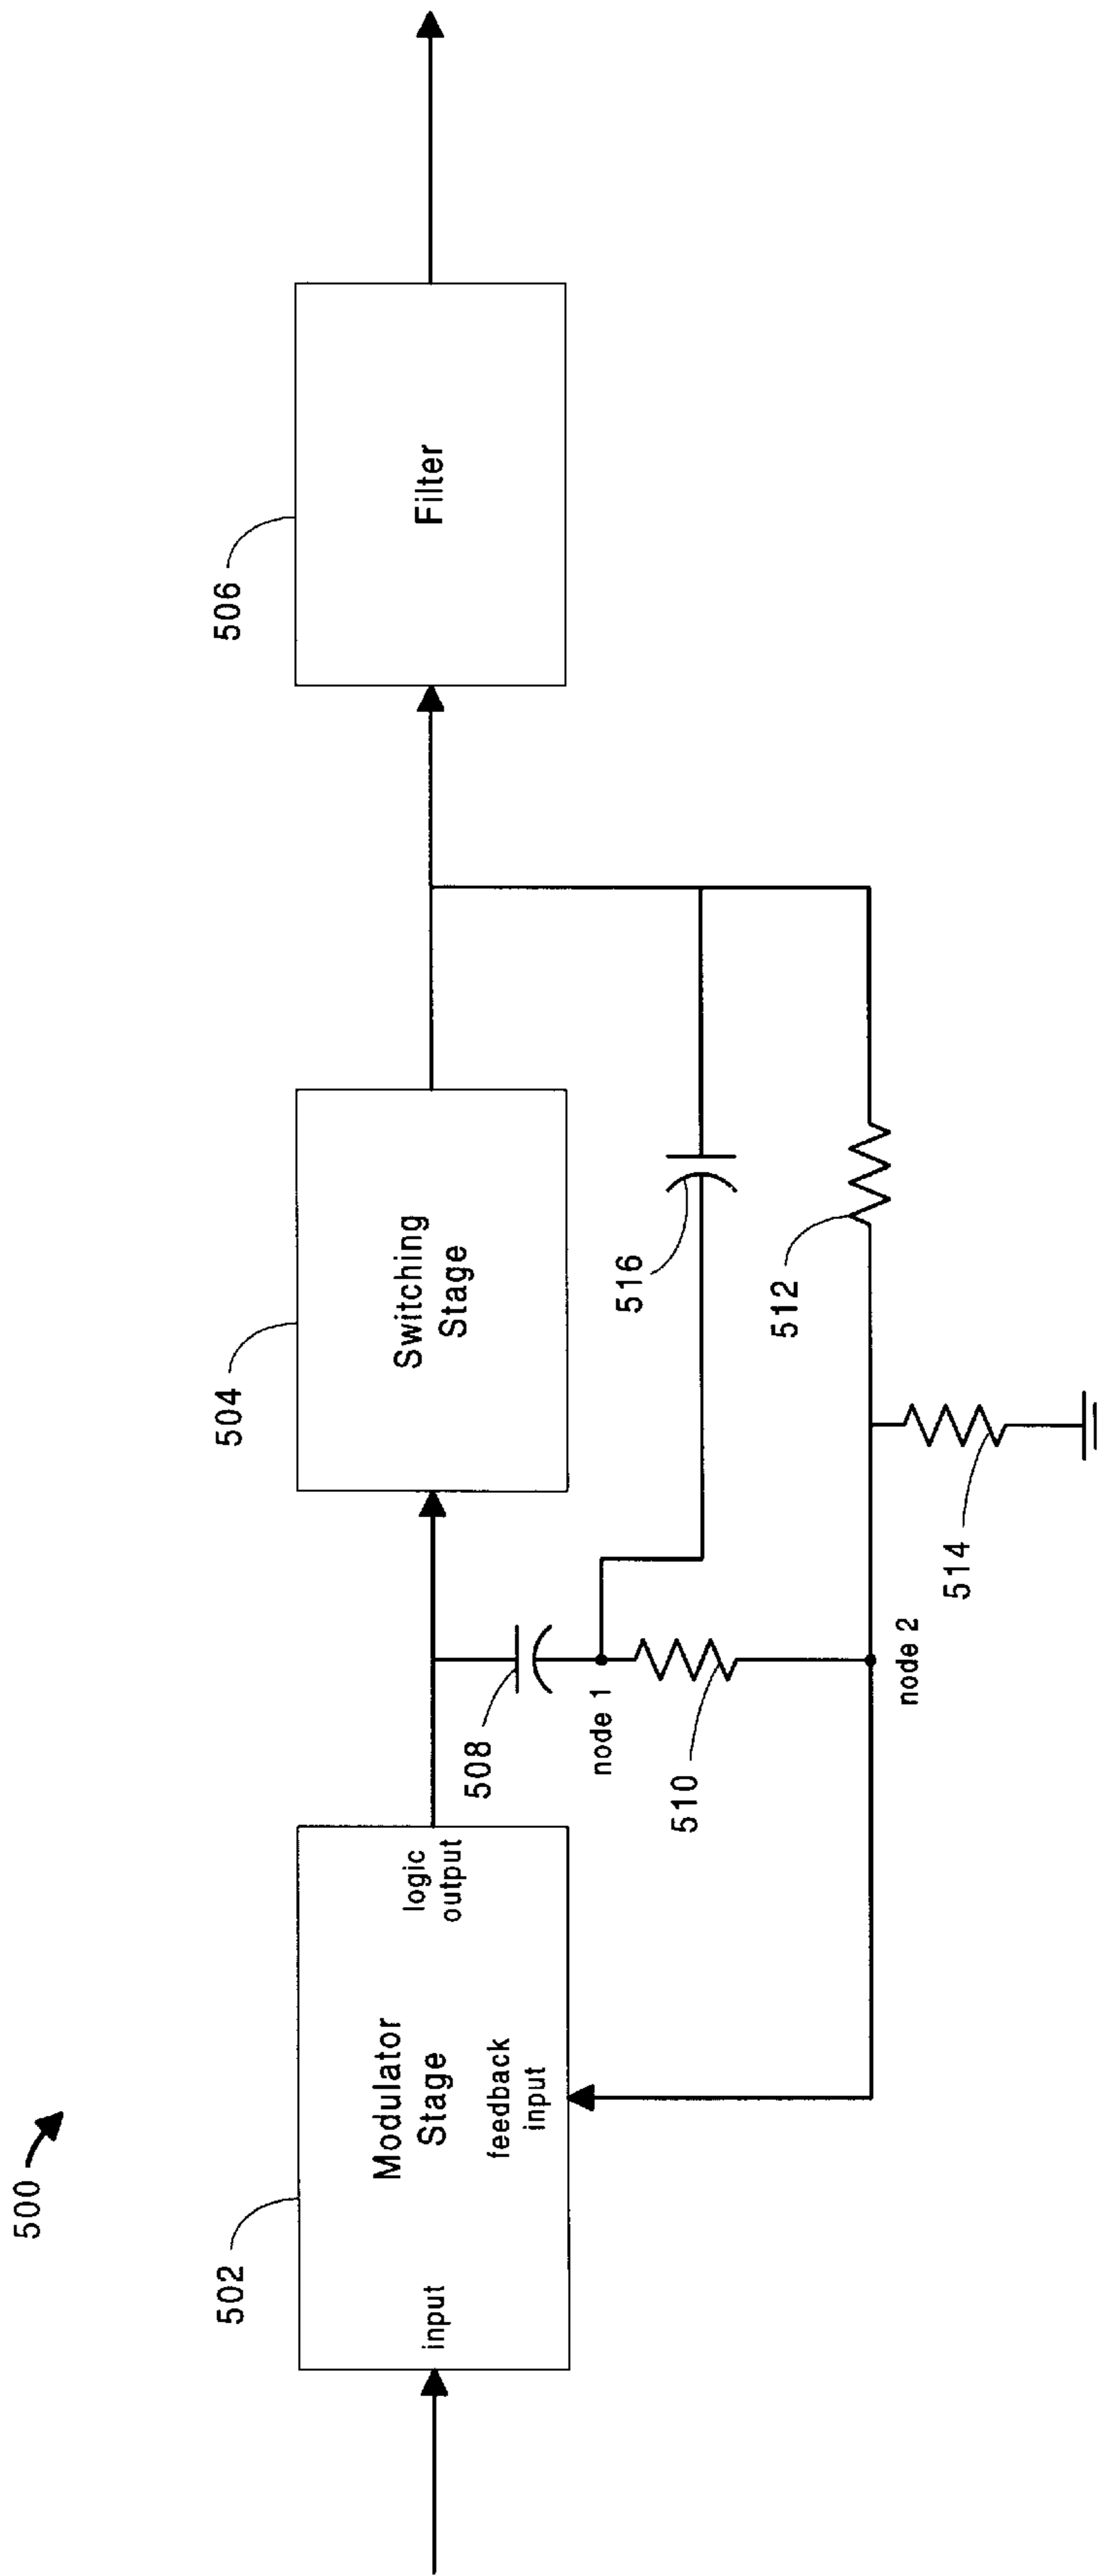 500
502
504
506
input
Modulator
Stage
feedback
input
logic
output
Switching
Stage
Filter
508
node 1
510
516
512
node 2
514